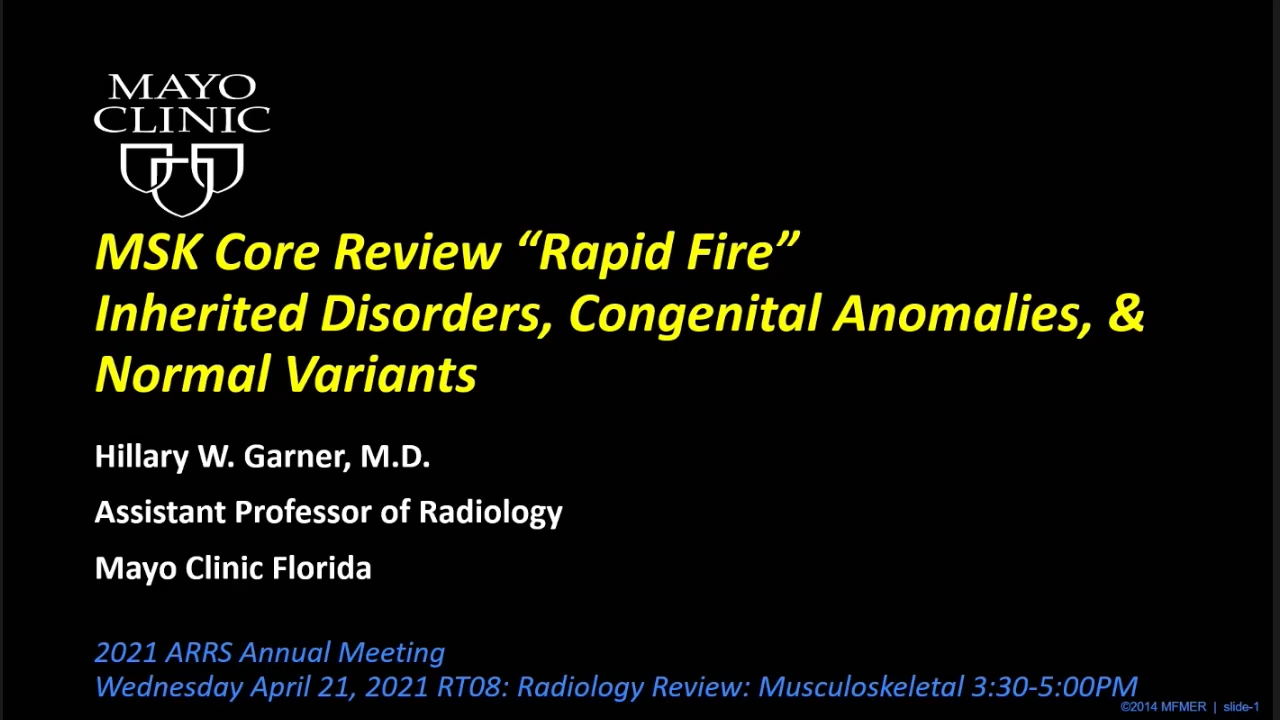 MAYO
CLINIC
MSK Core Review “Rapid Fire”
Inherited Disorders, Congenital Anomalies, &
Normal Variants
Hillary W. Garner, M.D.
Assistant Professor of Radiology
Mayo Clinic Florida
2021 ARRS Annual Meeting
Wednesday April 21, 2021 RT08: Radiology Review: Musculoskeletal 3:30-5:00PM
©2014 MFMER | slide-1